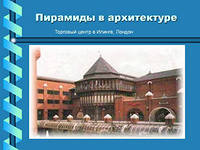 Пирамиды в архитектуре
Торговый центр в Илинге, Лондон